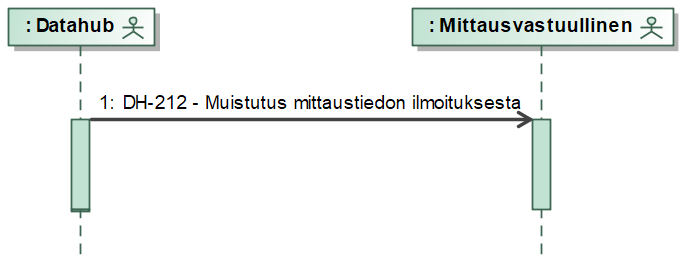 : Datahub
: Mittausvastuullinen
1: DH-212 - Muistutus mittaustiedon ilmoituksesta